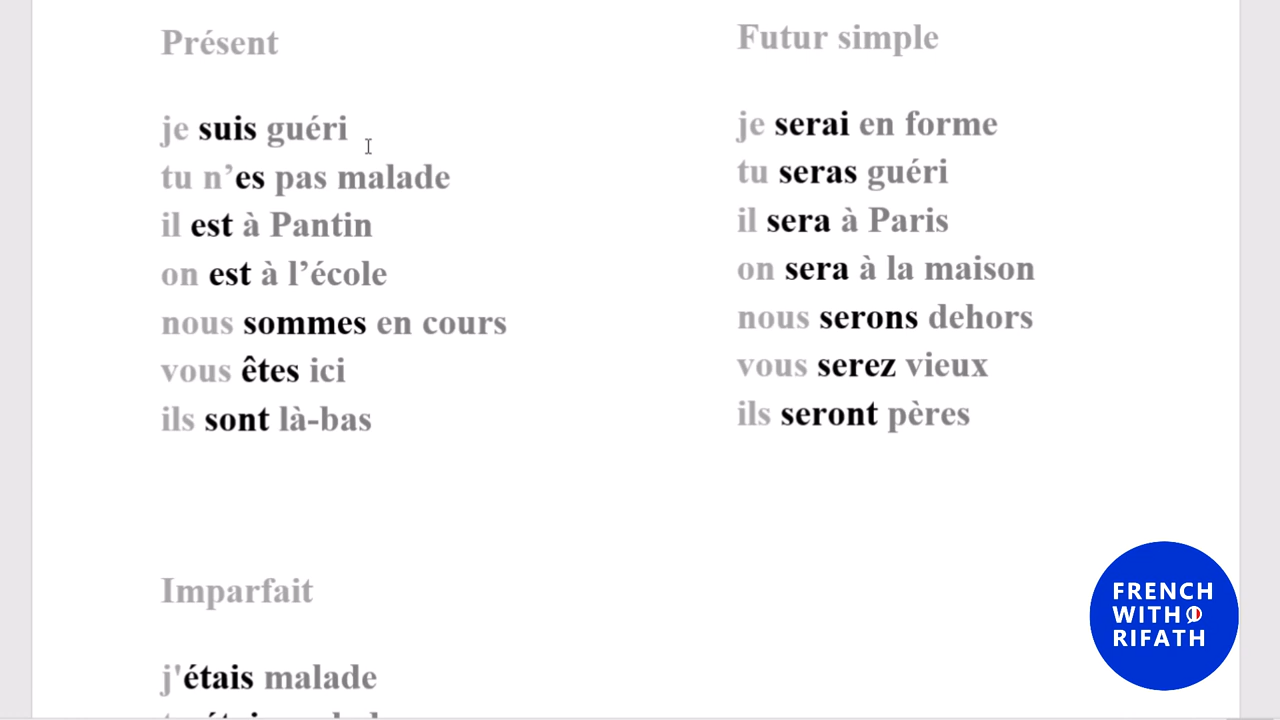 Présent
je suis guéri
tu n’es pas malade
il est à Pantin
on est à l’école
nous sommes en cours
vous êtes ici
ils sont là-bas
Futur simple
je serai en forme
tu seras guéri
il sera à Paris
on sera à la maison
nous serons dehors
vous serez vieux
ils seront pères
Imparfait
j'étais malade
FRENCH
WITH
RIFATH